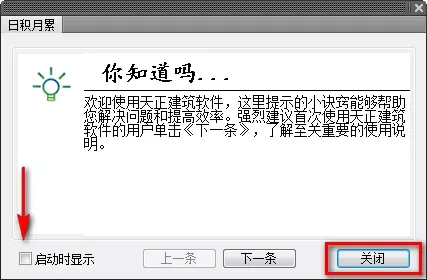 日积月累
你知道吗...
欢迎使用天正建筑软件，这里提示的小诀窍能够帮助
您解决问题和提高效率。强烈建议首次使用天正建筑
软件的用户单击《下一条》，了解至关重要的使用说
明。
启动时显示
上一条
下一条
关闭